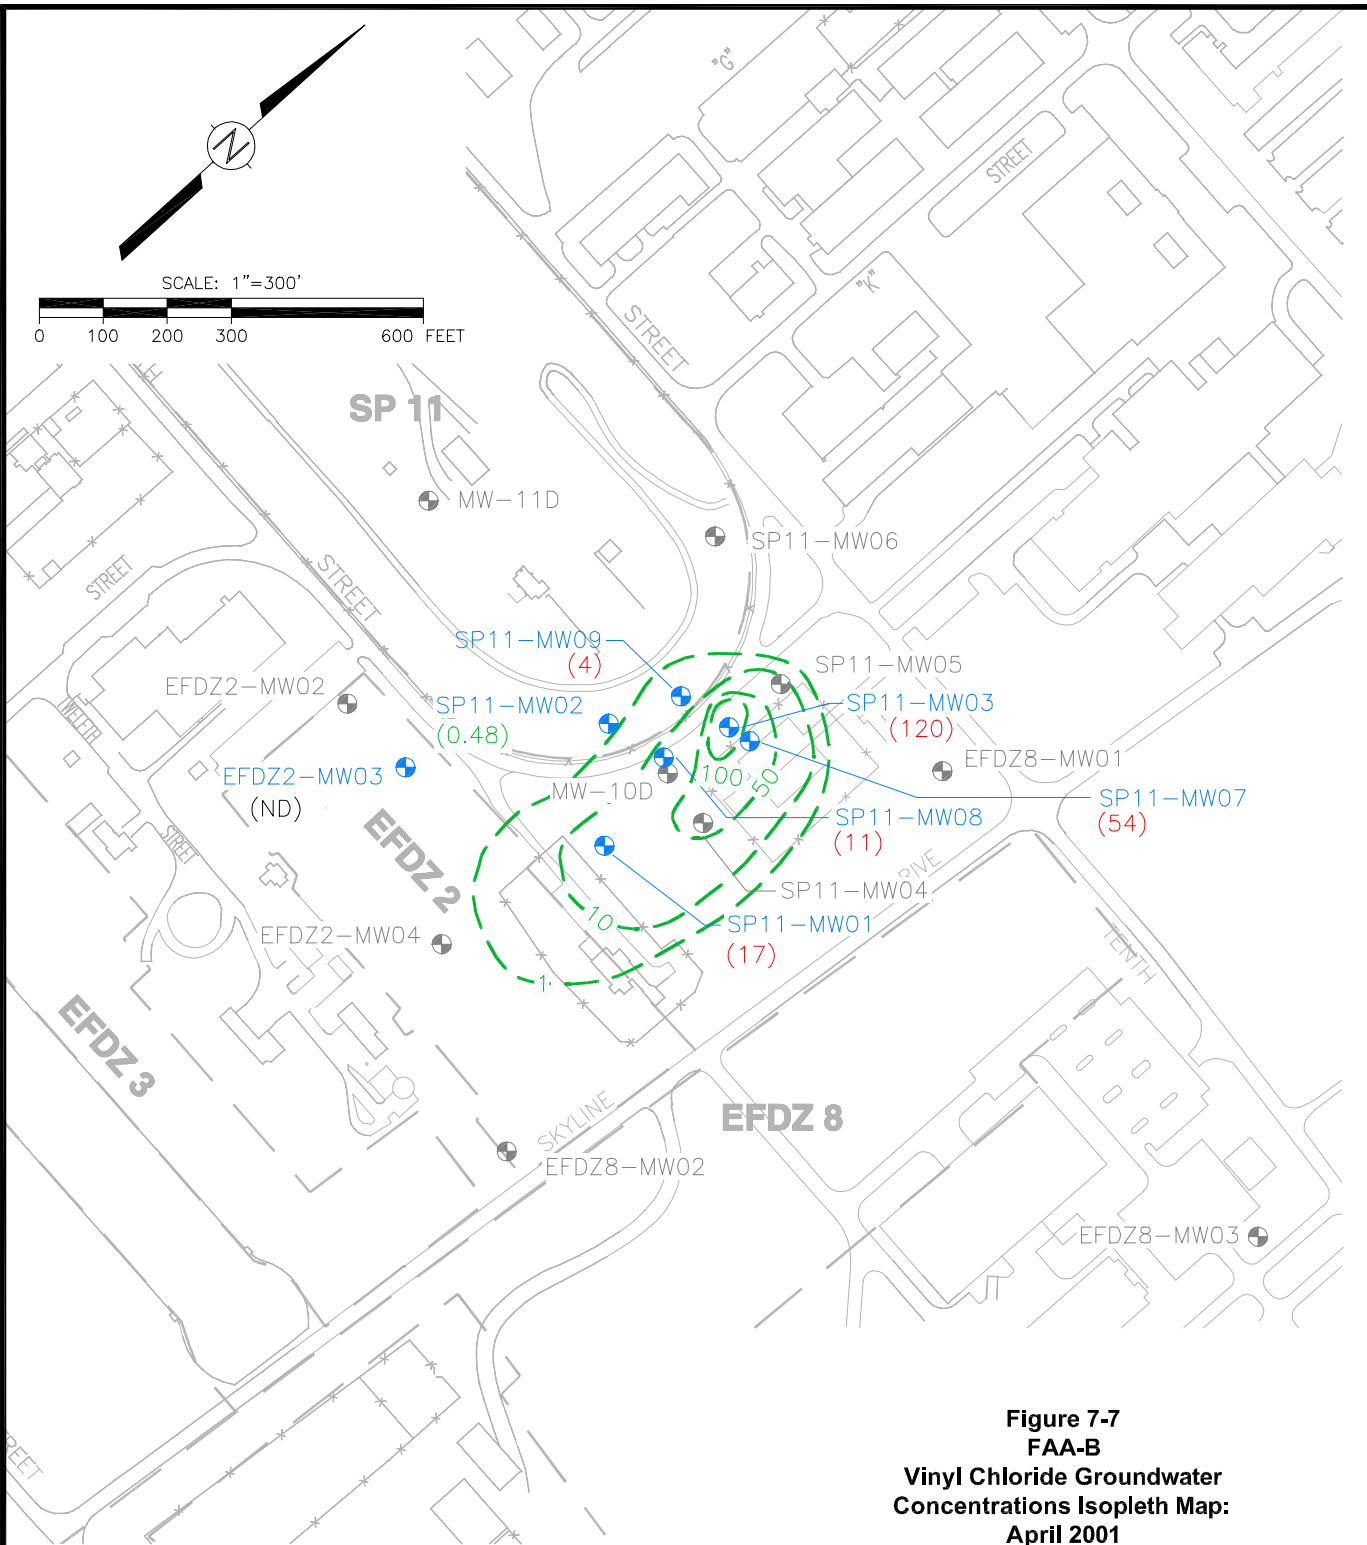 "G"
STREET
"K"
STREET
SCALE: 1"=300'
0 100 200 300 600 FEET
SP 11
MW-11D
SP11-MW06
STREET
STREET
SP11-MW09
(4)
SP11-MW05
EFDZ2-MW02
SP11-MW02
(0.48)
SP11-MW03
(120)
WELCH
EFDZ8-MW01
EFDZ2-MW03
(ND)
100
50
MW-10D
SP11-MW07
(54)
SP11-MW08
(11)
STREET
EFDZ 2
RIVE
SP11-MW04
10
SP11-MW01
(17)
EFDZ2-MW04
TENTH
1
EFDZ 3
SKYLINE
EFDZ 8
EFDZ8-MW02
EFDZ8-MW03
REET
Figure 7-7
FAA-B
Vinyl Chloride Groundwater
Concentrations Isopleth Map:
April 2001